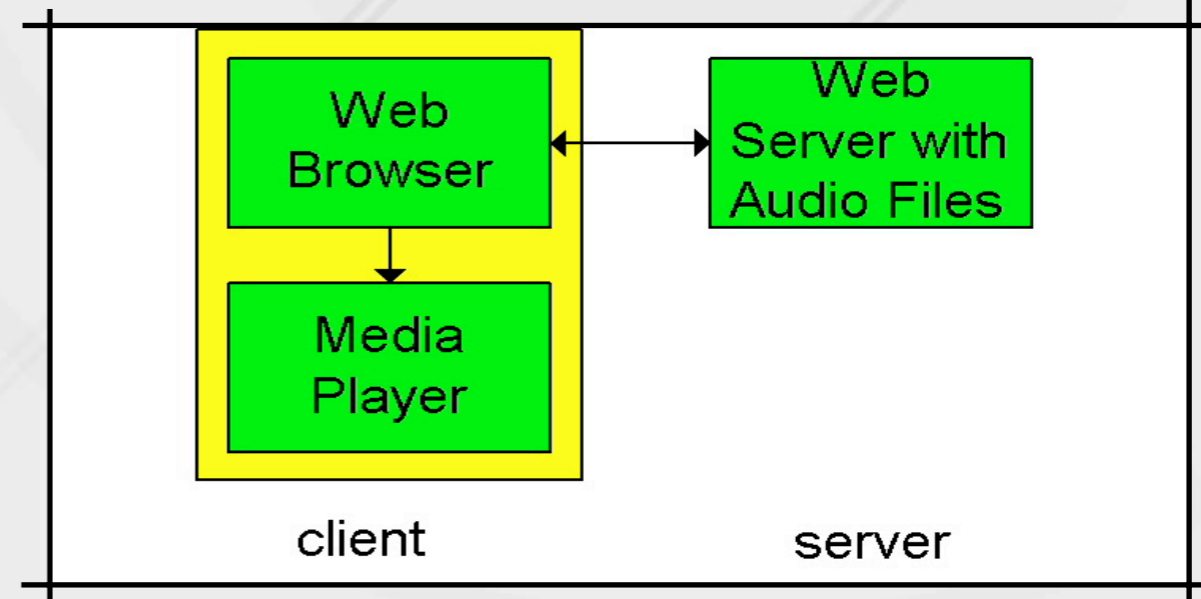 Web
Browser
Web
Server with
Audio Files
Media
Player
client
server